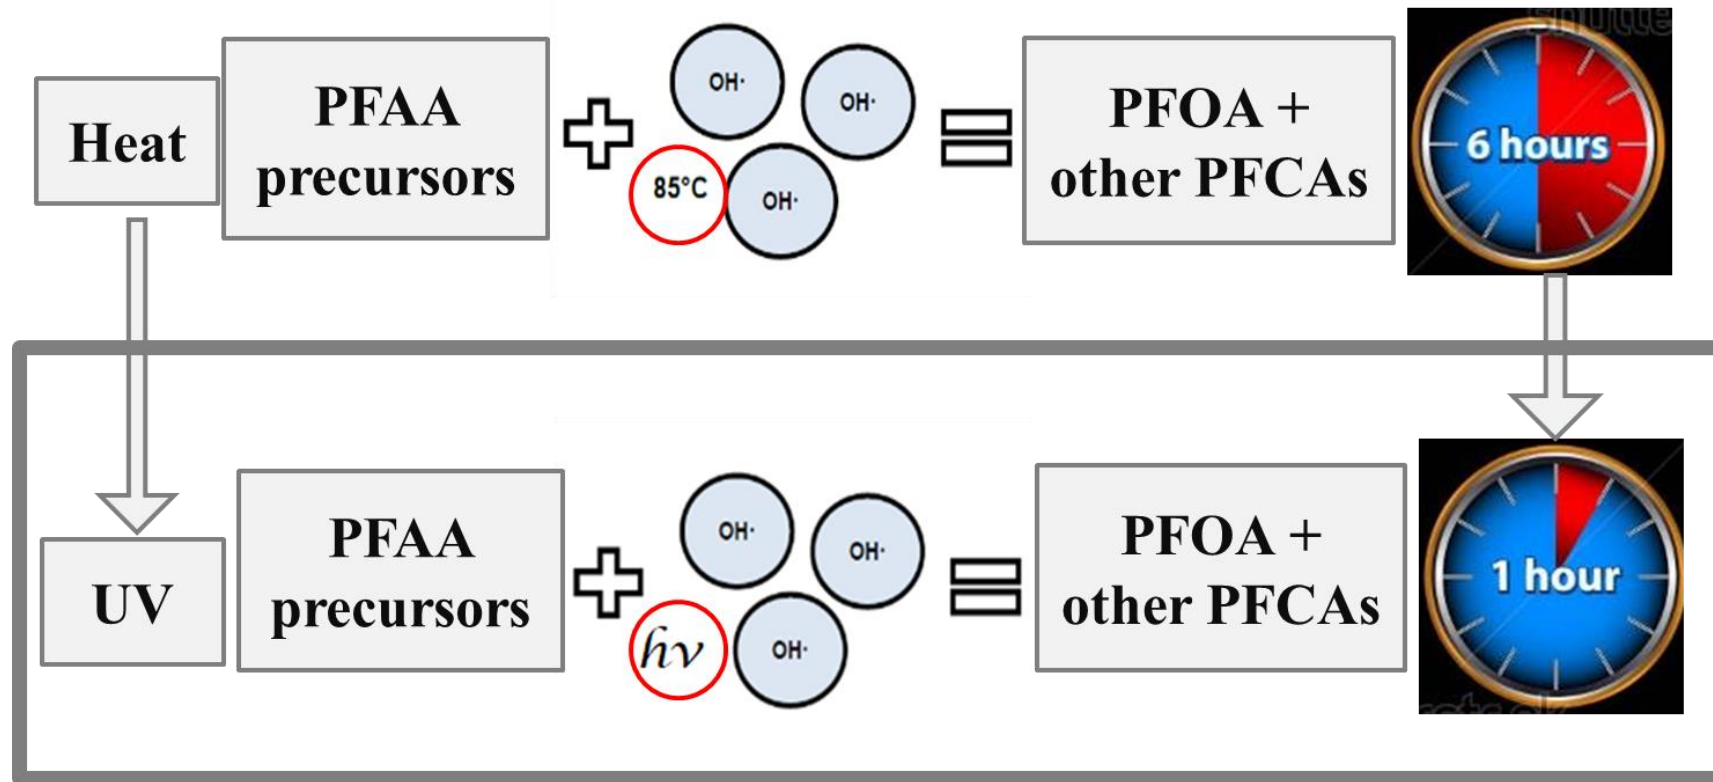 Heat
PFAA
precursors
OH·
OH·
85°C
OH·
PFOA +
other PFCAs
6 hours
UV
PFAA
precursors
OH·
OH·
hν
OH·
PFOA +
other PFCAs
1 hour